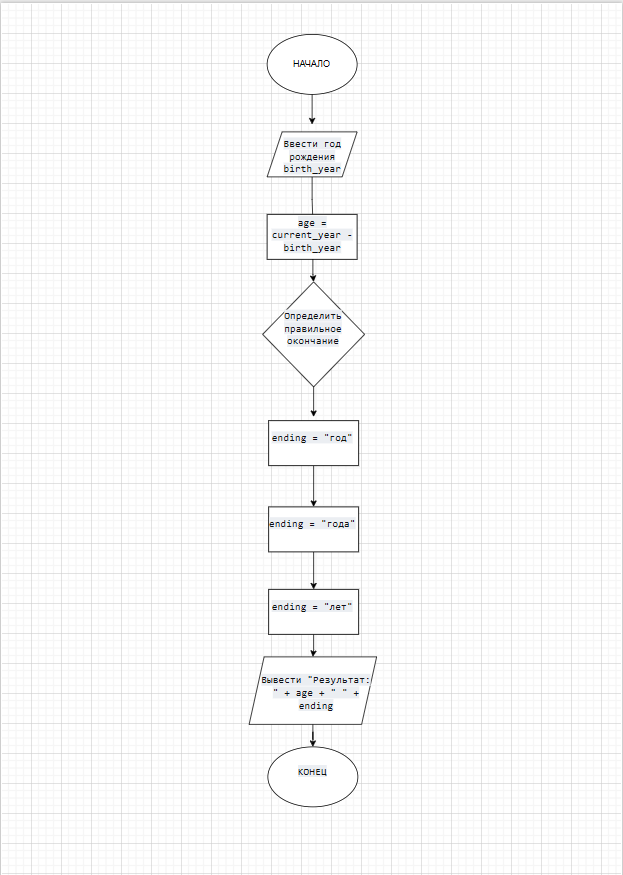 НАЧАЛО
Ввести год
рождения
birth_year
age =
current_year -
birth_year
Определить
правильное
окончание
ending = "год"
ending = "года"
ending = "лет"
Вывести "Результат:
" + age + " " +
ending
КОНЕЦ